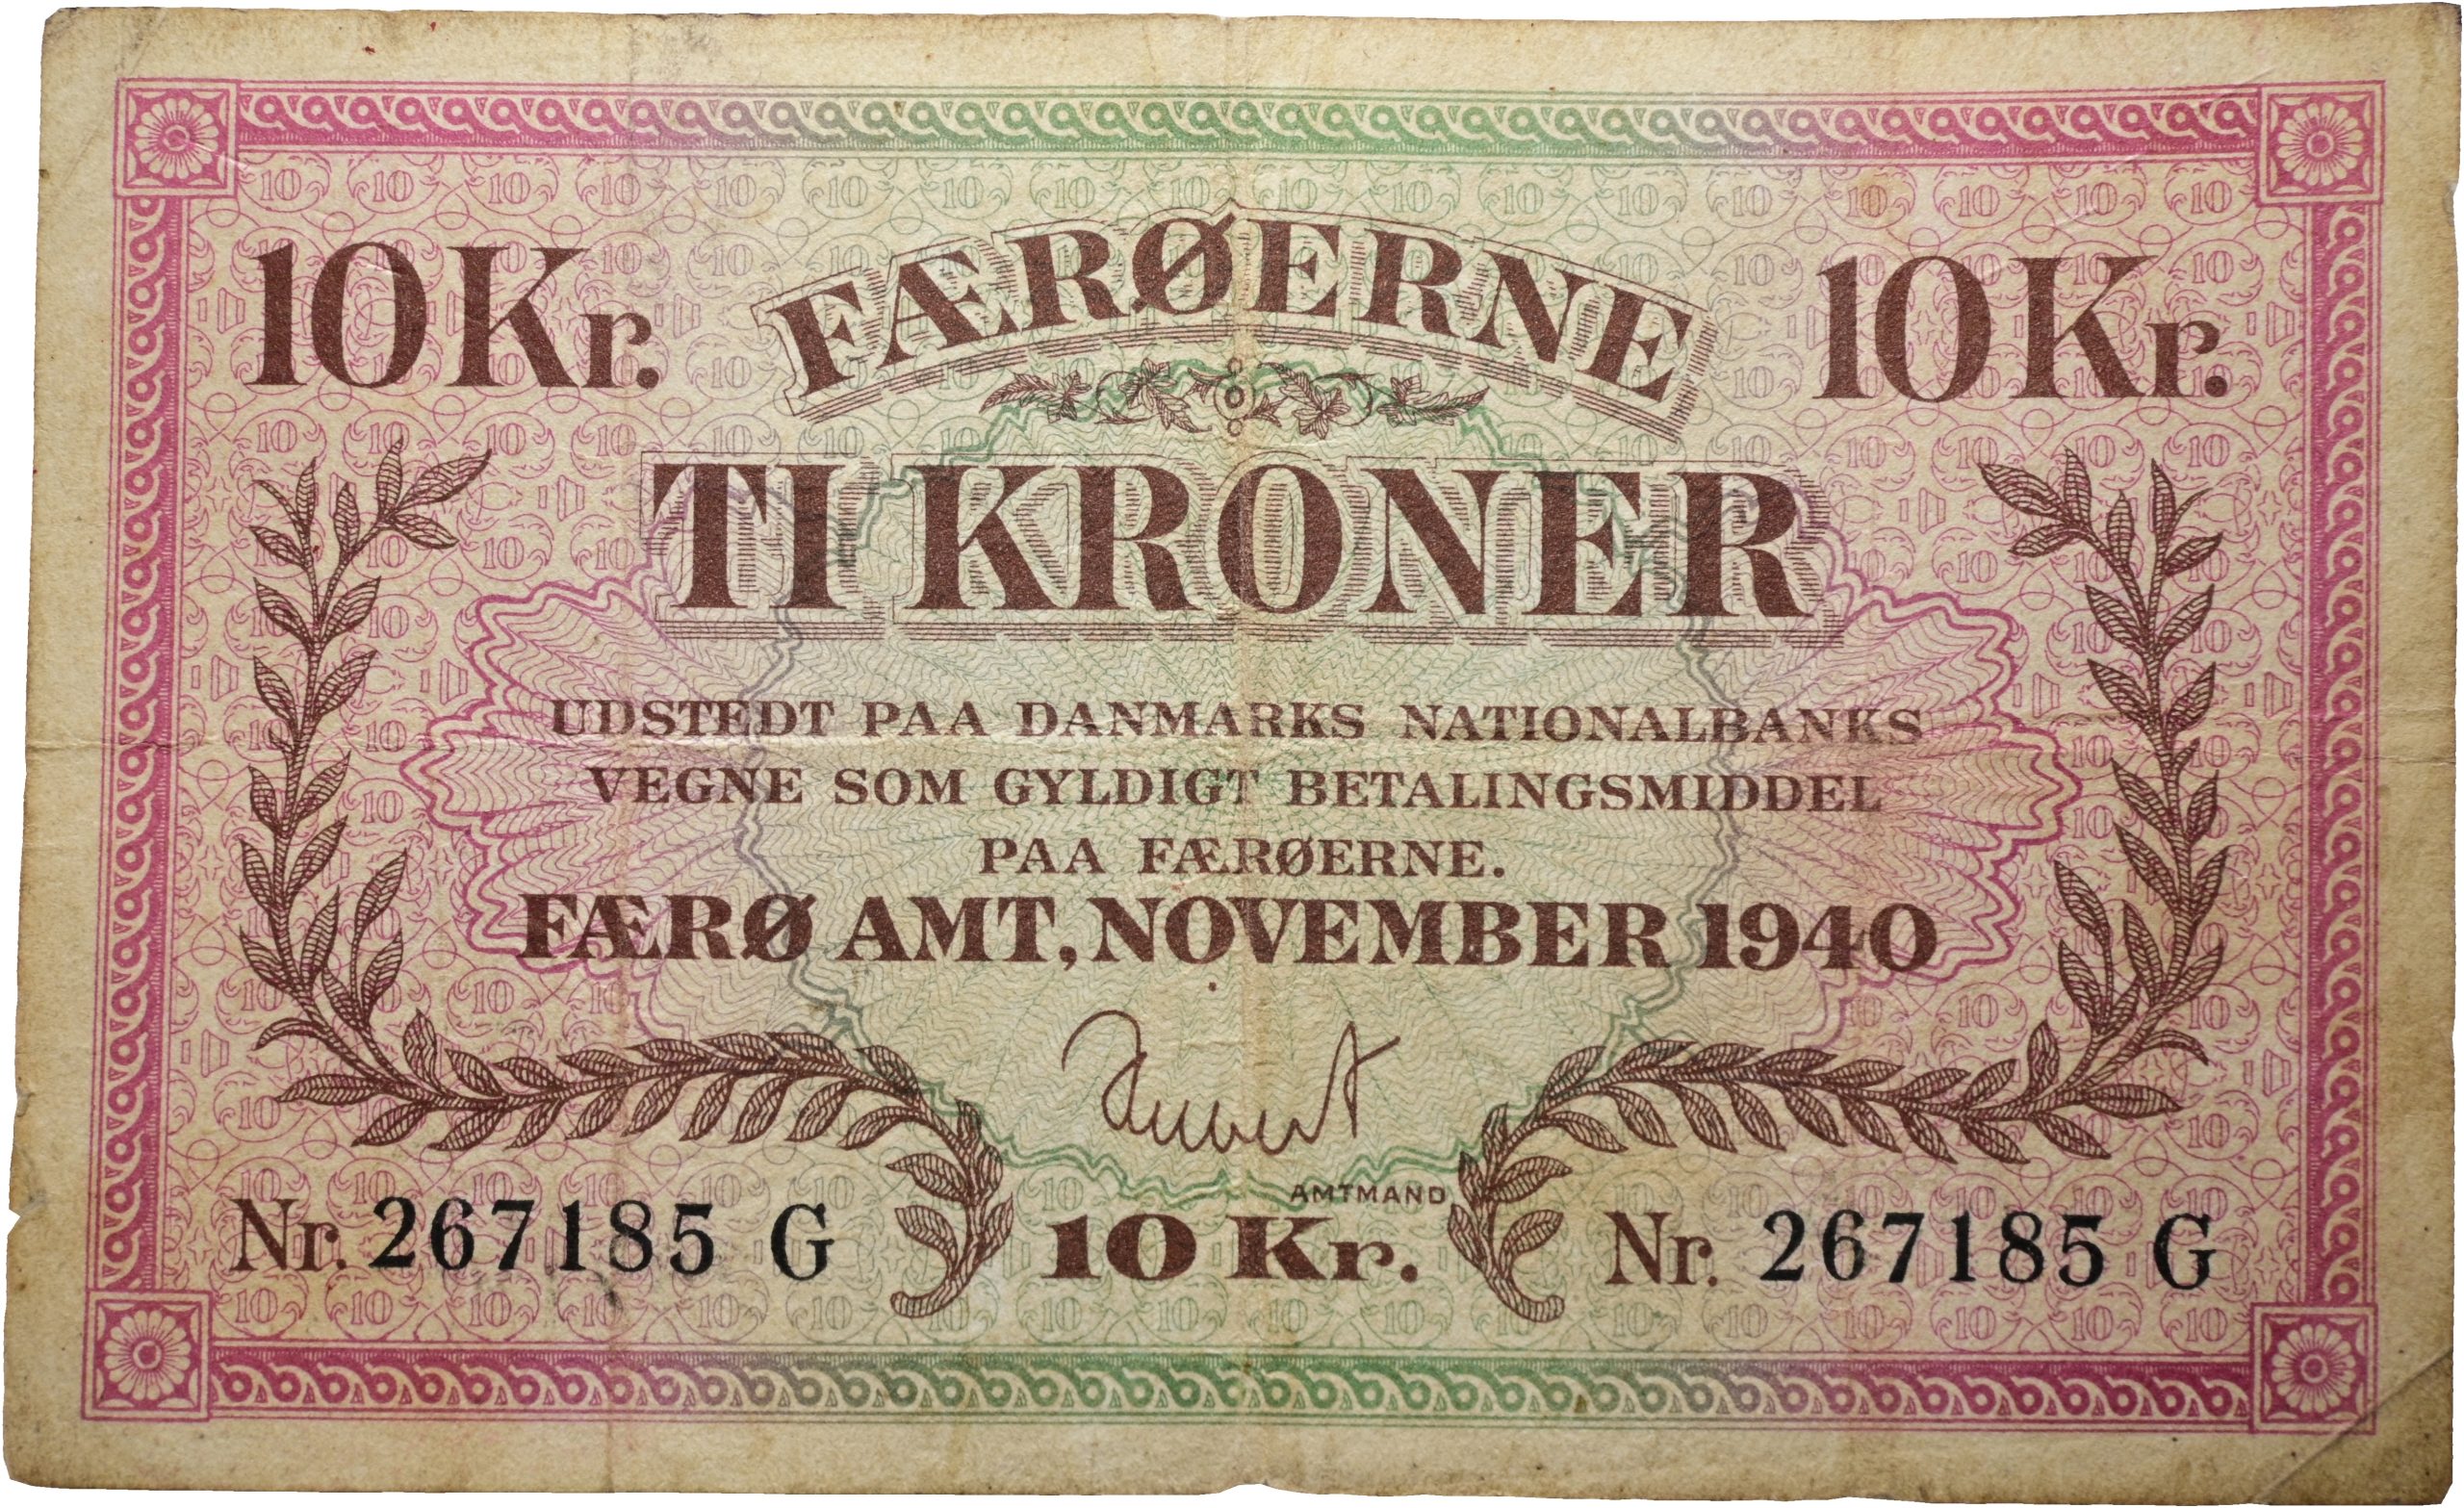 10 Kr. FÆRØERNE 10 Kr.
TI KRONER
UDSTEDT PAA DANMARKS NATIONALBANKS
VEGNE SOM GYLDIGT BETALINGSMIDDEL
PAA FÆRØERNE.
FÆRØ AMT, NOVEMBER 1940
AMTMAND
Nr. 267185 G 10 Kr. Nr. 267185 G